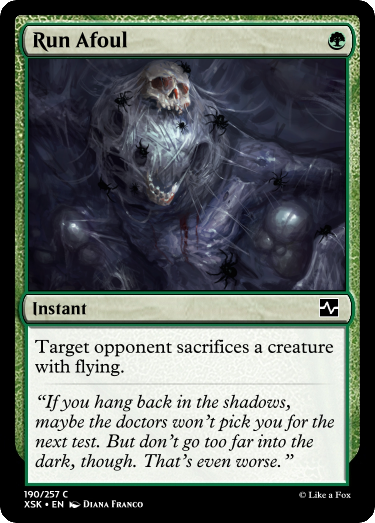 Run Afoul
Instant
Target opponent sacrifices a creature
with flying.
“If you hang back in the shadows,
maybe the doctors won’t pick you for the
next test. But don’t go too far into the
dark, though. That’s even worse.”
190/257 C
XSK • EN Diana Franco
© Like a Fox